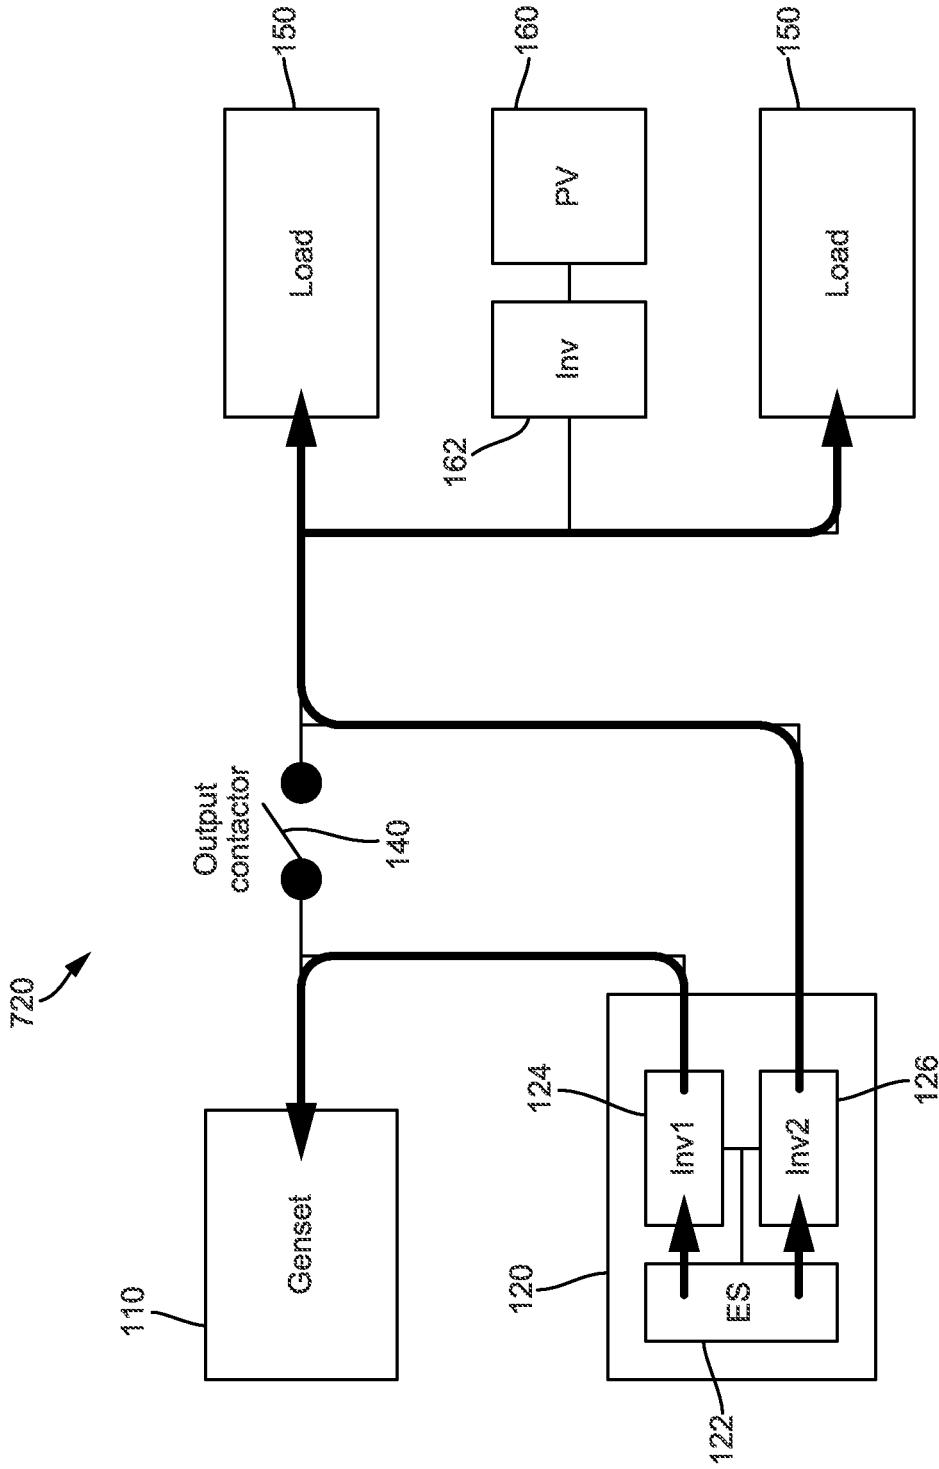 720
110
Genset
Output
contactor
140
Load
150
120
122
ES
Inv1
124
Inv2
126
162
Inv
PV
160
Load
150